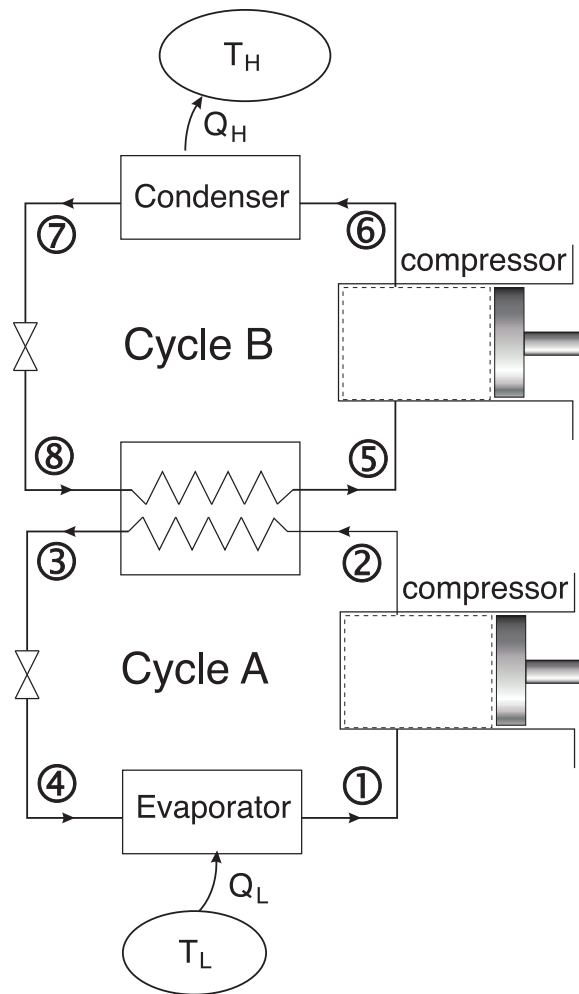 T_H
Q_H
Condenser
⑦
⑥
compressor
Cycle B
⑧
⑤
③
②
compressor
Cycle A
④
①
Evaporator
Q_L
T_L